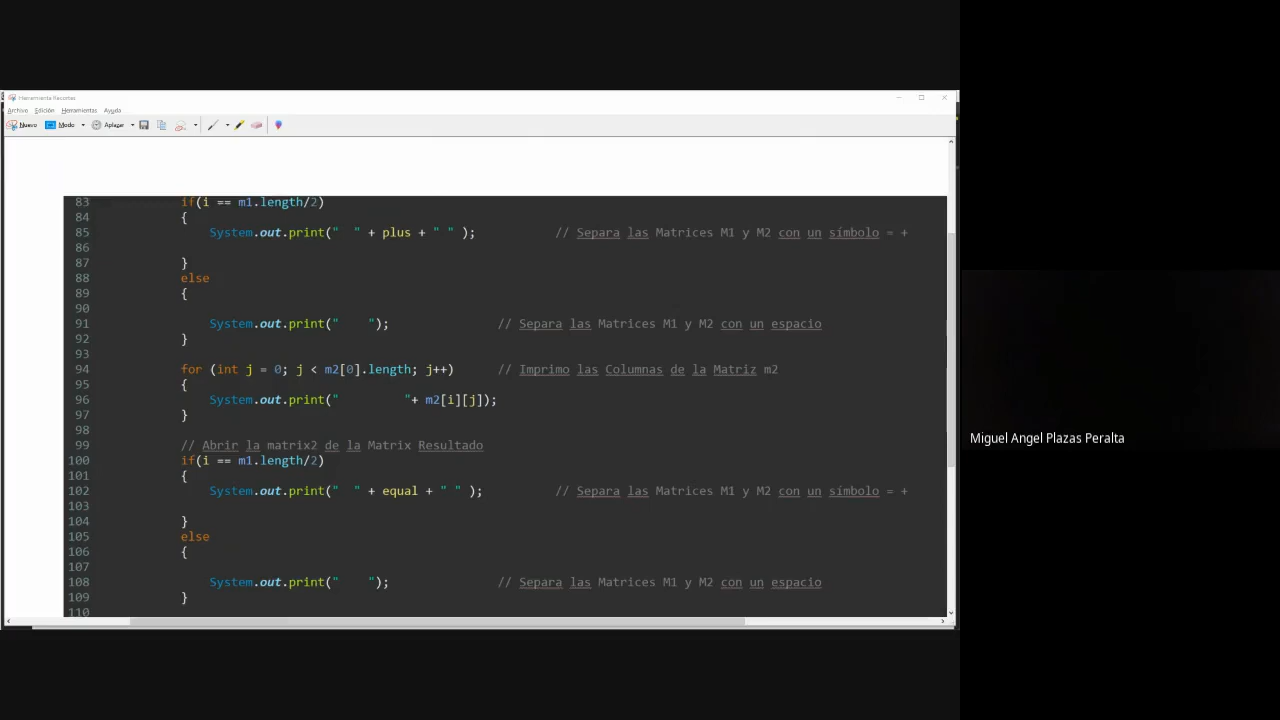 Herramienta Recortes
Archivo Edición Herramientas Ayuda
Nuevo Modo Aplazar
83 if(i == m1.length/2)
84 {
85 System.out.print("  " + plus + " " ); // Separa las Matrices M1 y M2 con un símbolo = +
86
87 }
88 else
89 {
90
91 System.out.print("    "); // Separa las Matrices M1 y M2 con un espacio
92 }
93
94 for (int j = 0; j < m2[0].length; j++) // Imprimo las Columnas de la Matriz m2
95 {
96 System.out.print("         "+ m2[i][j]);
97 }
98
99 // Abrir la matrix2 de la Matrix Resultado
100 if(i == m1.length/2)
101 {
102 System.out.print("  " + equal + " " ); // Separa las Matrices M1 y M2 con un símbolo = +
103
104 }
105 else
106 {
107
108 System.out.print("    "); // Separa las Matrices M1 y M2 con un espacio
109 }
110
Miguel Angel Plazas Peralta